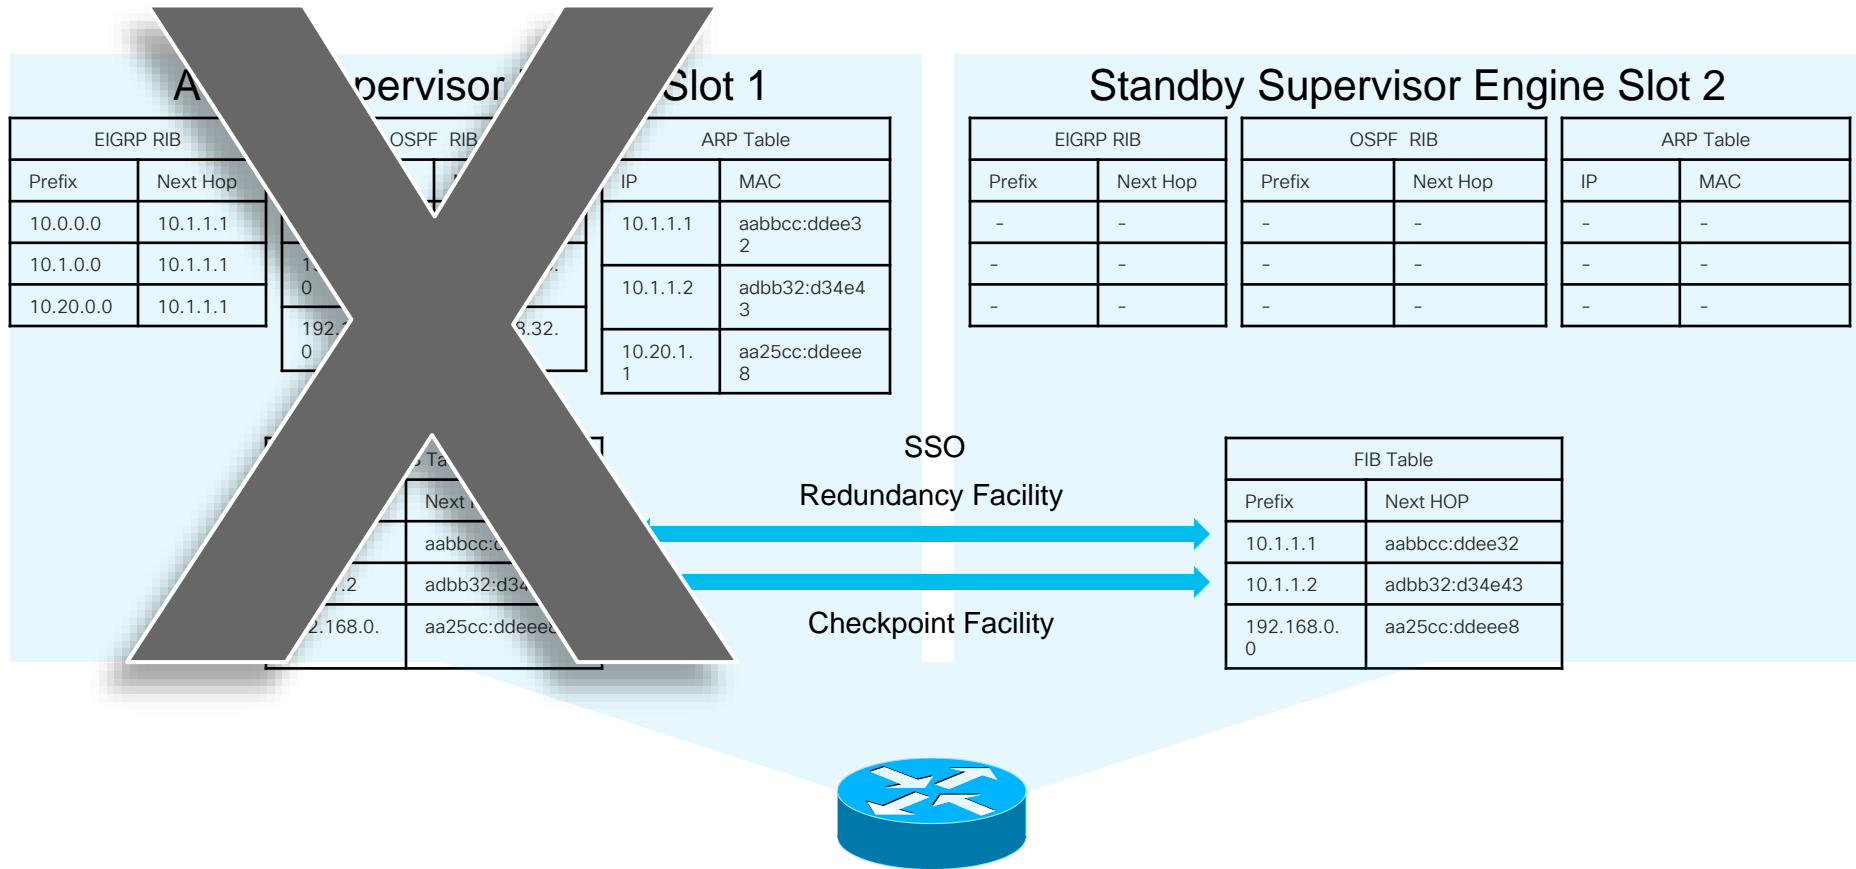 pervisor Slot 1
Standby Supervisor Engine Slot 2
EIGRP RIB
Prefix Next Hop
10.0.0.0 10.1.1.1
10.1.0.0 10.1.1.1
10.20.0.0 10.1.1.1
OSPF RIB
0
192.
8.32.
0
ARP Table
IP MAC
10.1.1.1 aabbcc:ddee3
2
10.1.1.2 adbb32:d34e4
3
10.20.1. aa25cc:ddeee
1 8
EIGRP RIB
Prefix Next Hop
- -
- -
- -
OSPF RIB
Prefix Next Hop
- -
- -
- -
ARP Table
IP MAC
- -
- -
- -
Next
aabbcc:
.2 adbb32:d34
2.168.0. aa25cc:ddeee8
SSO
Redundancy Facility
Checkpoint Facility
FIB Table
Prefix Next HOP
10.1.1.1 aabbcc:ddee32
10.1.1.2 adbb32:d34e43
192.168.0. aa25cc:ddeee8
0